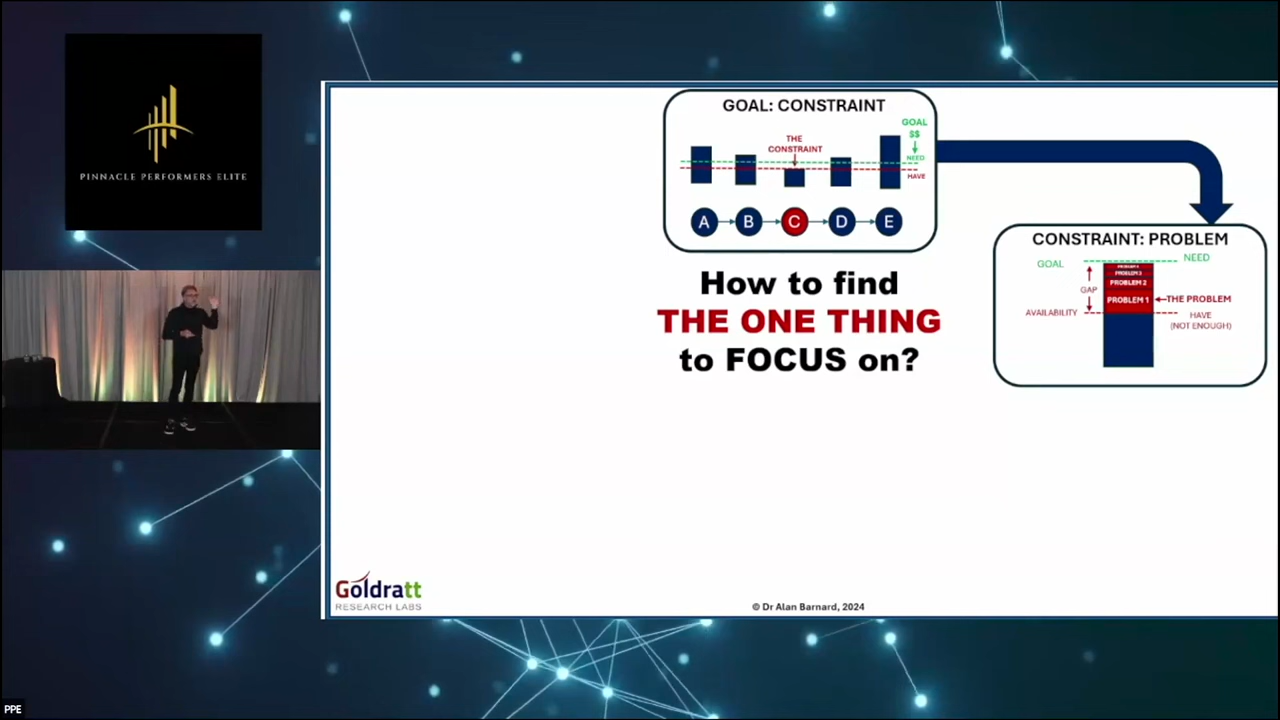 PINNACLE PERFORMERS ELITE
GOAL: CONSTRAINT
GOAL
$$
THE
CONSTRAINT
NEED
HAVE
A
B
C
D
E
How to find
THE ONE THING
to FOCUS on?
CONSTRAINT: PROBLEM
GOAL
NEED
PROBLEM 3
PROBLEM 2
GAP
PROBLEM 1
THE PROBLEM
AVAILABILITY
HAVE
(NOT ENOUGH)
Goldratt
RESEARCH LABS
© Dr Alan Barnard, 2024
PPE